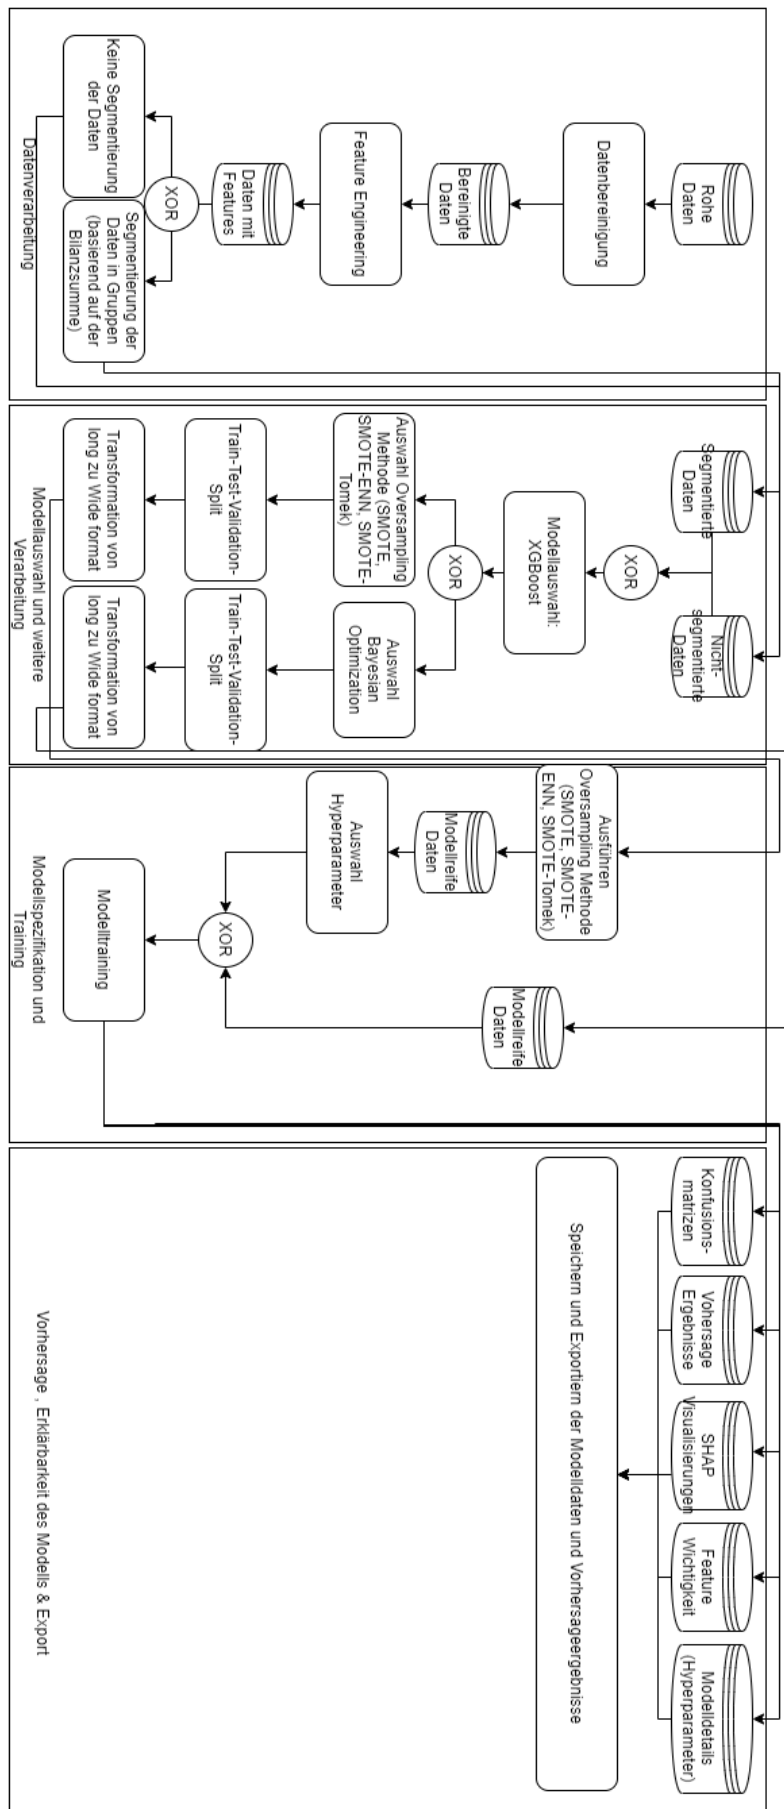 Rohe
Daten
Datenbereinigung
Bereinigte
Daten
Feature Engineering
Daten mit
Features
XOR
Keine Segmentierung
der Daten
Segmentierung der
Daten in Gruppen
(basierend auf der
Bilanzsumme)
Datenverarbeitung
Segmentierte
Daten
Nicht-
segmentierte
Daten
XOR
Modellauswahl:
XGBoost
XOR
Auswahl Oversampling
Methode (SMOTE,
SMOTE-ENN, SMOTE-
Tomek)
Auswahl
Bayesian
Optimization
Train-Test-Validation-
Split
Train-Test-Validation-
Split
Transformation von
long zu Wide format
Transformation von
long zu Wide format
Modellauswahl und weitere
Verarbeitung
Ausführen
Oversampling Methode
(SMOTE, SMOTE-
ENN, SMOTE-Tomek)
Modellreife
Daten
Modellreife
Daten
Auswahl
Hyperparameter
XOR
Modelltraining
Modellspezifikation und
Training
Konfusions-
matrizen
Vohersage
Ergebnisse
SHAP
Visualisierungen
Feature
Wichtigkeit
Modelldetails
(Hyperparameter)
Speichern und Exportiern der Modelldaten und Vorhersageergebnisse
Vorhersage , Erklärbarkeit des Modells & Export